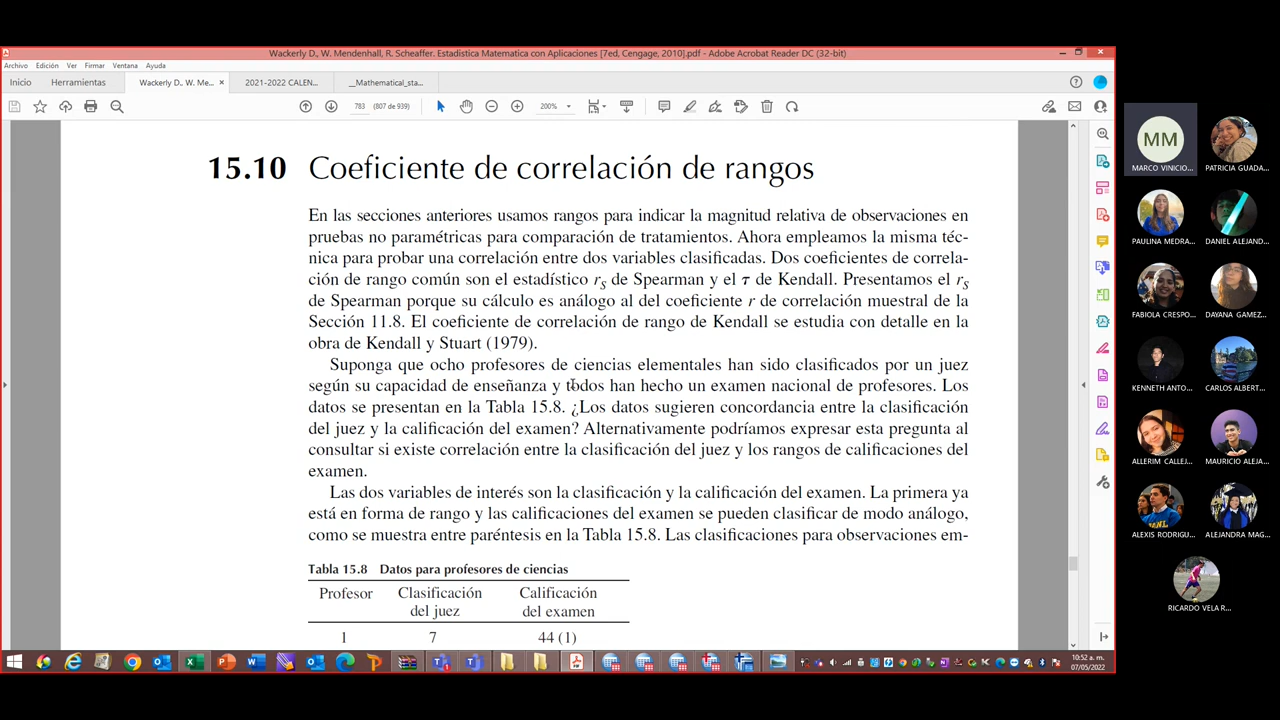 Wackerly D., W. Mendenhall, R. Scheaffer. Estadística Matematica con Aplicaciones [7ed, Cengage, 2010].pdf - Adobe Acrobat Reader DC (32-bit)
Archivo Edición Ver Firmar Ventana Ayuda
Inicio Herramientas Wackerly D., W. Me... × 2021-2022 CALEN... __Mathematical_sta...
783 (807 de 939) 200%
15.10 Coeficiente de correlación de rangos
En las secciones anteriores usamos rangos para indicar la magnitud relativa de observaciones en
pruebas no paramétricas para comparación de tratamientos. Ahora empleamos la misma téc-
nica para probar una correlación entre dos variables clasificadas. Dos coeficientes de correla-
ción de rango común son el estadístico rS de Spearman y el τ de Kendall. Presentamos el rS
de Spearman porque su cálculo es análogo al del coeficiente r de correlación muestral de la
Sección 11.8. El coeficiente de correlación de rango de Kendall se estudia con detalle en la
obra de Kendall y Stuart (1979).
Suponga que ocho profesores de ciencias elementales han sido clasificados por un juez
según su capacidad de enseñanza y todos han hecho un examen nacional de profesores. Los
datos se presentan en la Tabla 15.8. ¿Los datos sugieren concordancia entre la clasificación
del juez y la calificación del examen? Alternativamente podríamos expresar esta pregunta al
consultar si existe correlación entre la clasificación del juez y los rangos de calificaciones del
examen.
Las dos variables de interés son la clasificación y la calificación del examen. La primera ya
está en forma de rango y las calificaciones del examen se pueden clasificar de modo análogo,
como se muestra entre paréntesis en la Tabla 15.8. Las clasificaciones para observaciones em-
Tabla 15.8 Datos para profesores de ciencias
Profesor Clasificación del juez Calificación del examen
1 7 44 (1)
10:52 a. m.
07/05/2022
MM
MARCO VINICIO... PATRICIA GUADA...
PAULINA MEDRA... DANIEL ALEJAND...
FABIOLA CRESPO... DAYANA GAMEZ...
KENNETH ANTO... CARLOS ALBERT...
ALLERIM CALLEJ... MAURICIO ALEJA...
ALEXIS RODRIGU... ALEJANDRA MAG...
RICARDO VELA R...